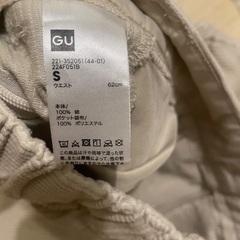 GU
221-352051(44-01)
224F051B
S
ウエスト 62cm
本体/
100% 綿
ポケット袋布/
100% ポリエステル